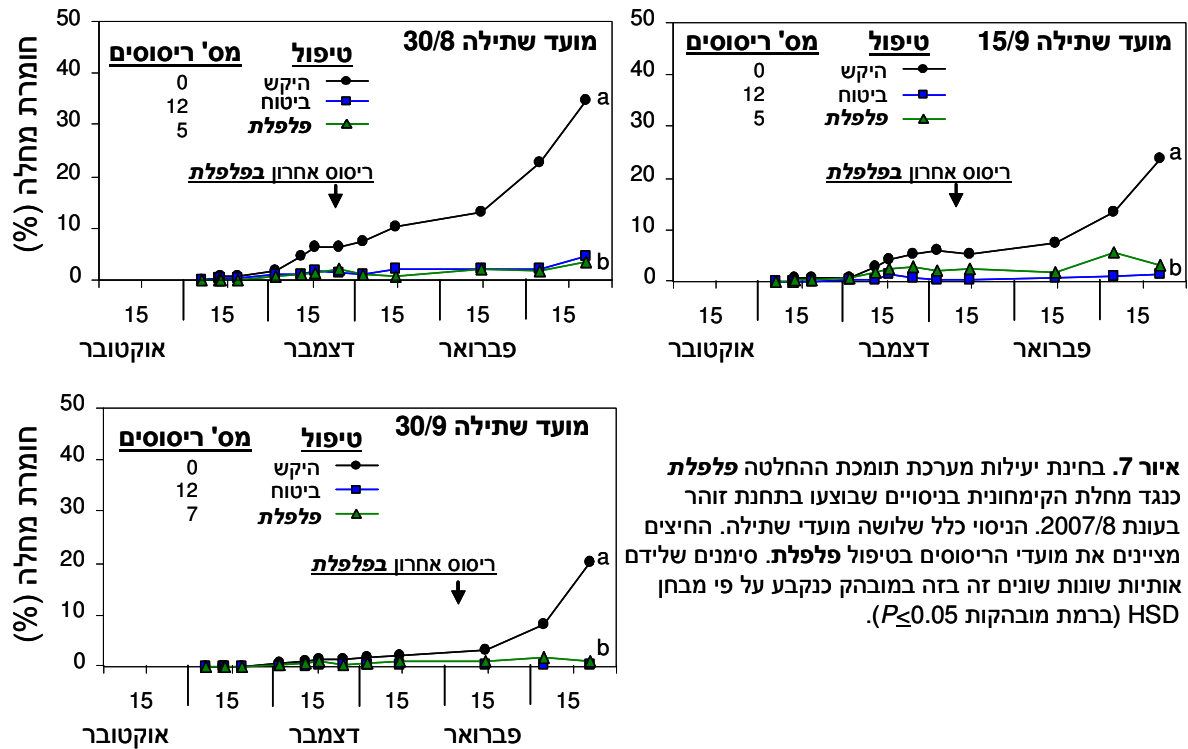 מועד שתילה 30/8
מס' ריסוסים טיפול
0 היקש
12 ביטוח
5 פלפלת
ריסוס אחרון בפלפלת
חומרת מחלה (%)
50
40
30
20
10
0
a
b
15 15 15 15 15 15
אוקטובר דצמבר פברואר
מועד שתילה 15/9
מס' ריסוסים טיפול
0 היקש
12 ביטוח
5 פלפלת
ריסוס אחרון בפלפלת
50
40
30
20
10
0
a
b
15 15 15 15 15 15
אוקטובר דצמבר פברואר
מועד שתילה 30/9
מס' ריסוסים טיפול
0 היקש
12 ביטוח
7 פלפלת
ריסוס אחרון בפלפלת
חומרת מחלה (%)
50
40
30
20
10
0
a
b
15 15 15 15 15 15
אוקטובר דצמבר פברואר
איור 7. בחינת יעילות מערכת תומכת ההחלטה פלפלת
כנגד מחלת הקימחונית בניסויים שבוצעו בתחנת זוהר
בעונת 2007/8. הניסוי כלל שלושה מועדי שתילה. החיצים
מציינים את מועדי הריסוסים בטיפול פלפלת. סימנים שלידם
אותיות שונות שונים זה בזה במובהק כנקבע על פי מבחן
HSD (ברמת מובהקות P≤0.05).